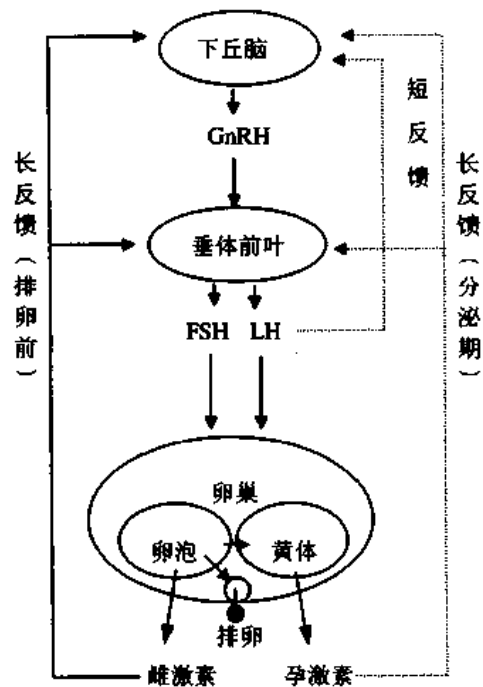 下丘脑
GnRH
短反馈
长反馈（排卵前）
长反馈（分泌期）
垂体前叶
FSH LH
卵巢
卵泡 黄体
排卵
雌激素 孕激素